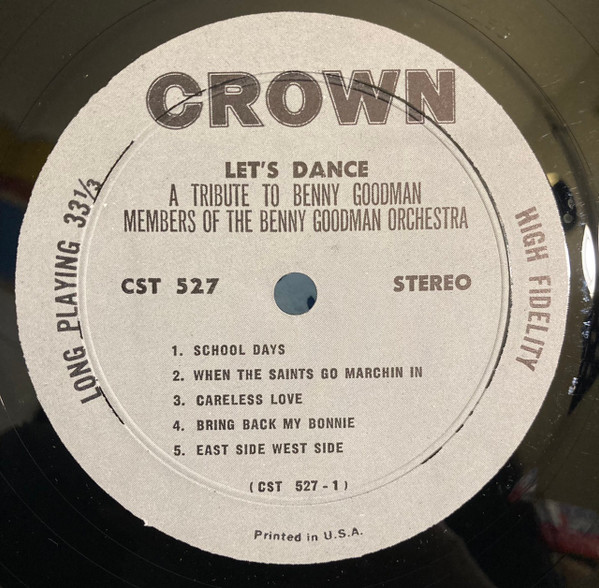 CROWN
LET'S DANCE
A TRIBUTE TO BENNY GOODMAN
MEMBERS OF THE BENNY GOODMAN ORCHESTRA
LONG PLAYING 33 1/3
HIGH FIDELITY
CST 527
STEREO
1. SCHOOL DAYS
2. WHEN THE SAINTS GO MARCHIN IN
3. CARELESS LOVE
4. BRING BACK MY BONNIE
5. EAST SIDE WEST SIDE
(CST 527-1)
Printed in U.S.A.